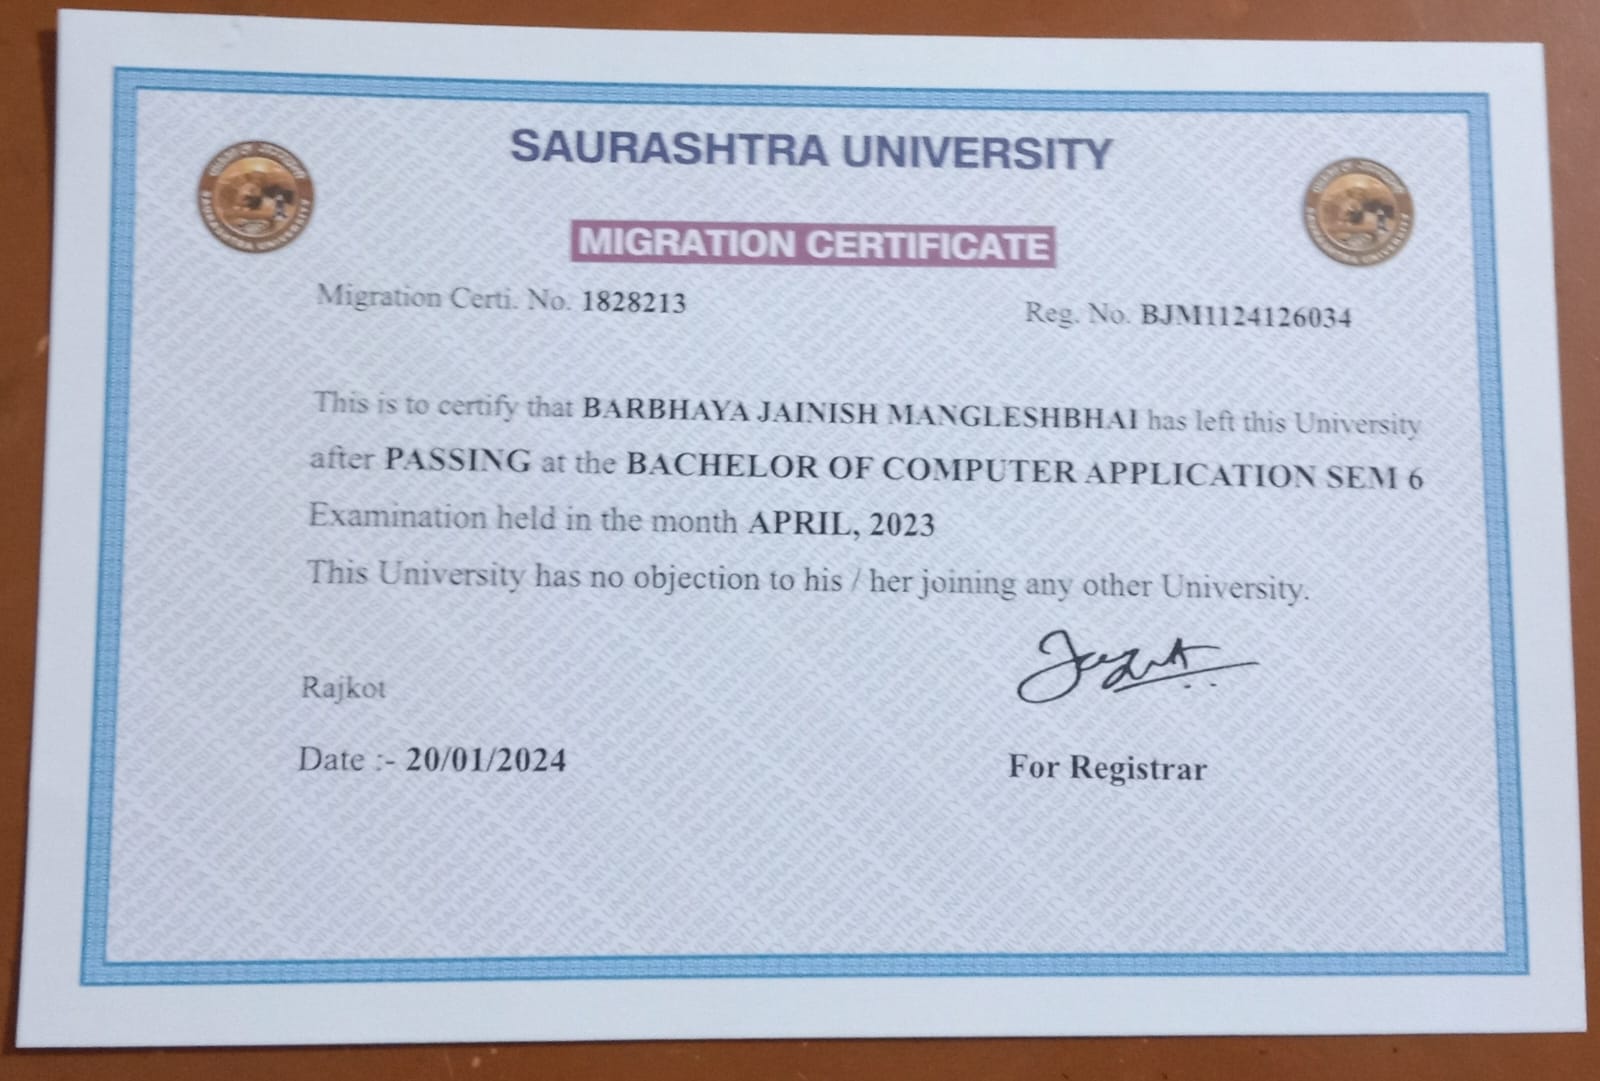 SAURASHTRA UNIVERSITY
MIGRATION CERTIFICATE
Migration Certi. No. 1828213
Reg. No. BJM1124126034
This is to certify that BARBHAYA JAINISH MANGLESHBHAI has left this University
after PASSING at the BACHELOR OF COMPUTER APPLICATION SEM 6
Examination held in the month APRIL, 2023
This University has no objection to his / her joining any other University.
Rajkot
Date :- 20/01/2024
For Registrar